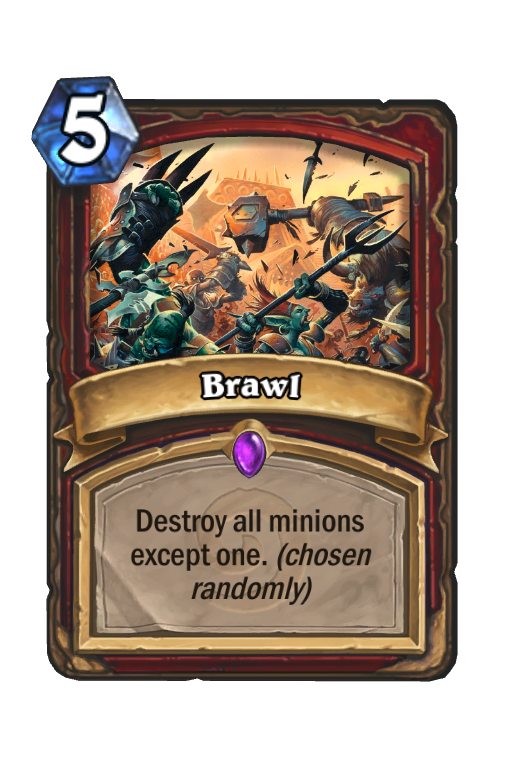 5
Brawl
Destroy all minions
except one. (chosen
randomly)